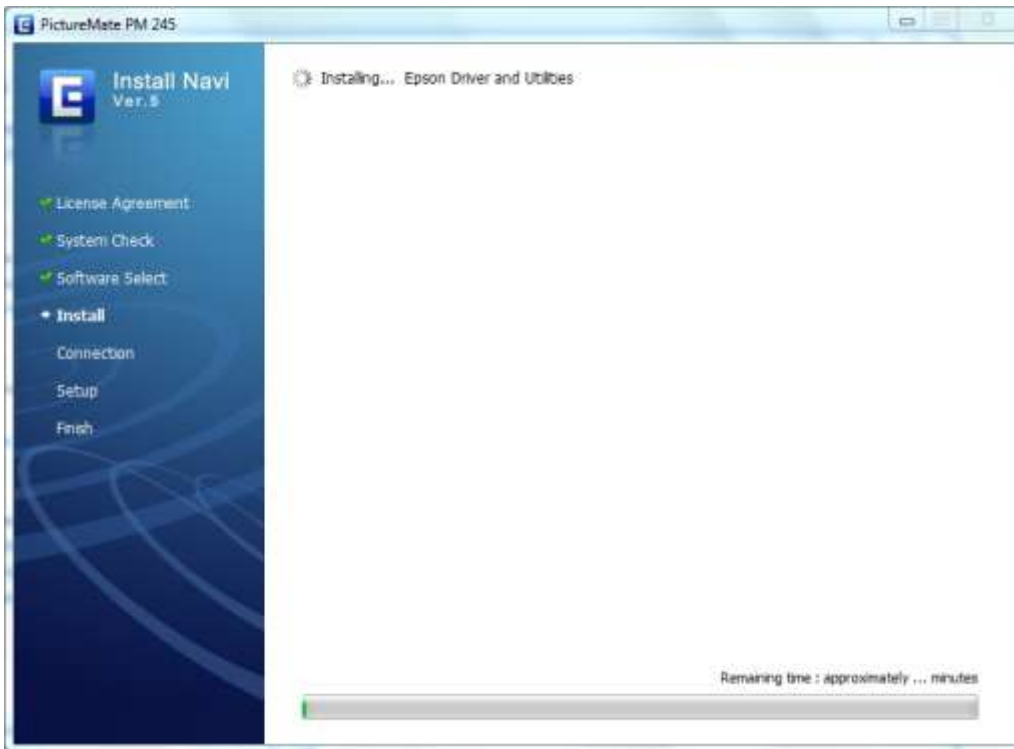 PictureMate PM 245
Install Navi
Ver.5
Installing... Epson Driver and Utilities
License Agreement
System Check
Software Select
Install
Connection
Setup
Finish
Remaining time : approximately ... minutes